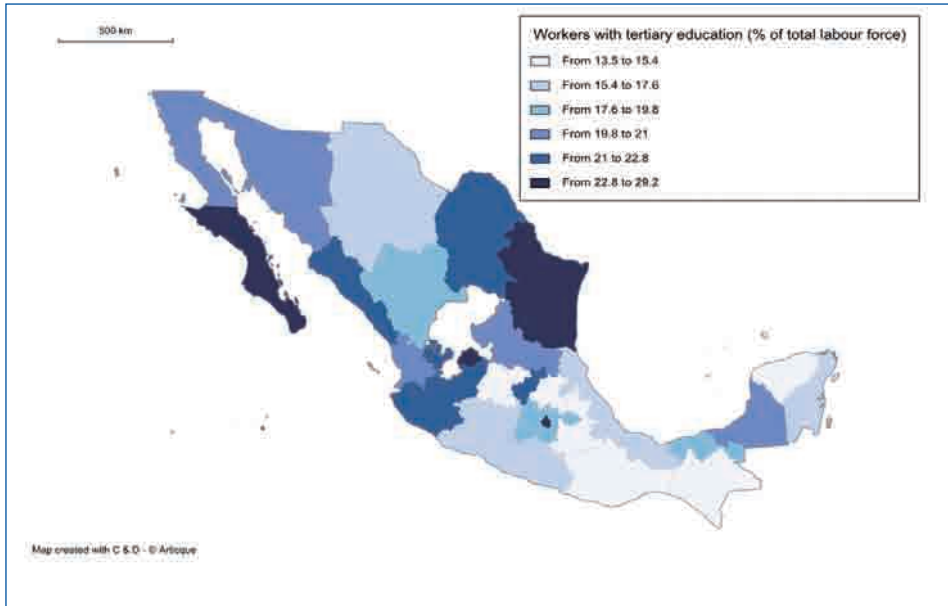 500 km
Workers with tertiary education (% of total labour force)
From 13.5 to 15.4
From 15.4 to 17.6
From 17.6 to 19.8
From 19.8 to 21
From 21 to 22.8
From 22.8 to 29.2
Map created with C & D - © Articque